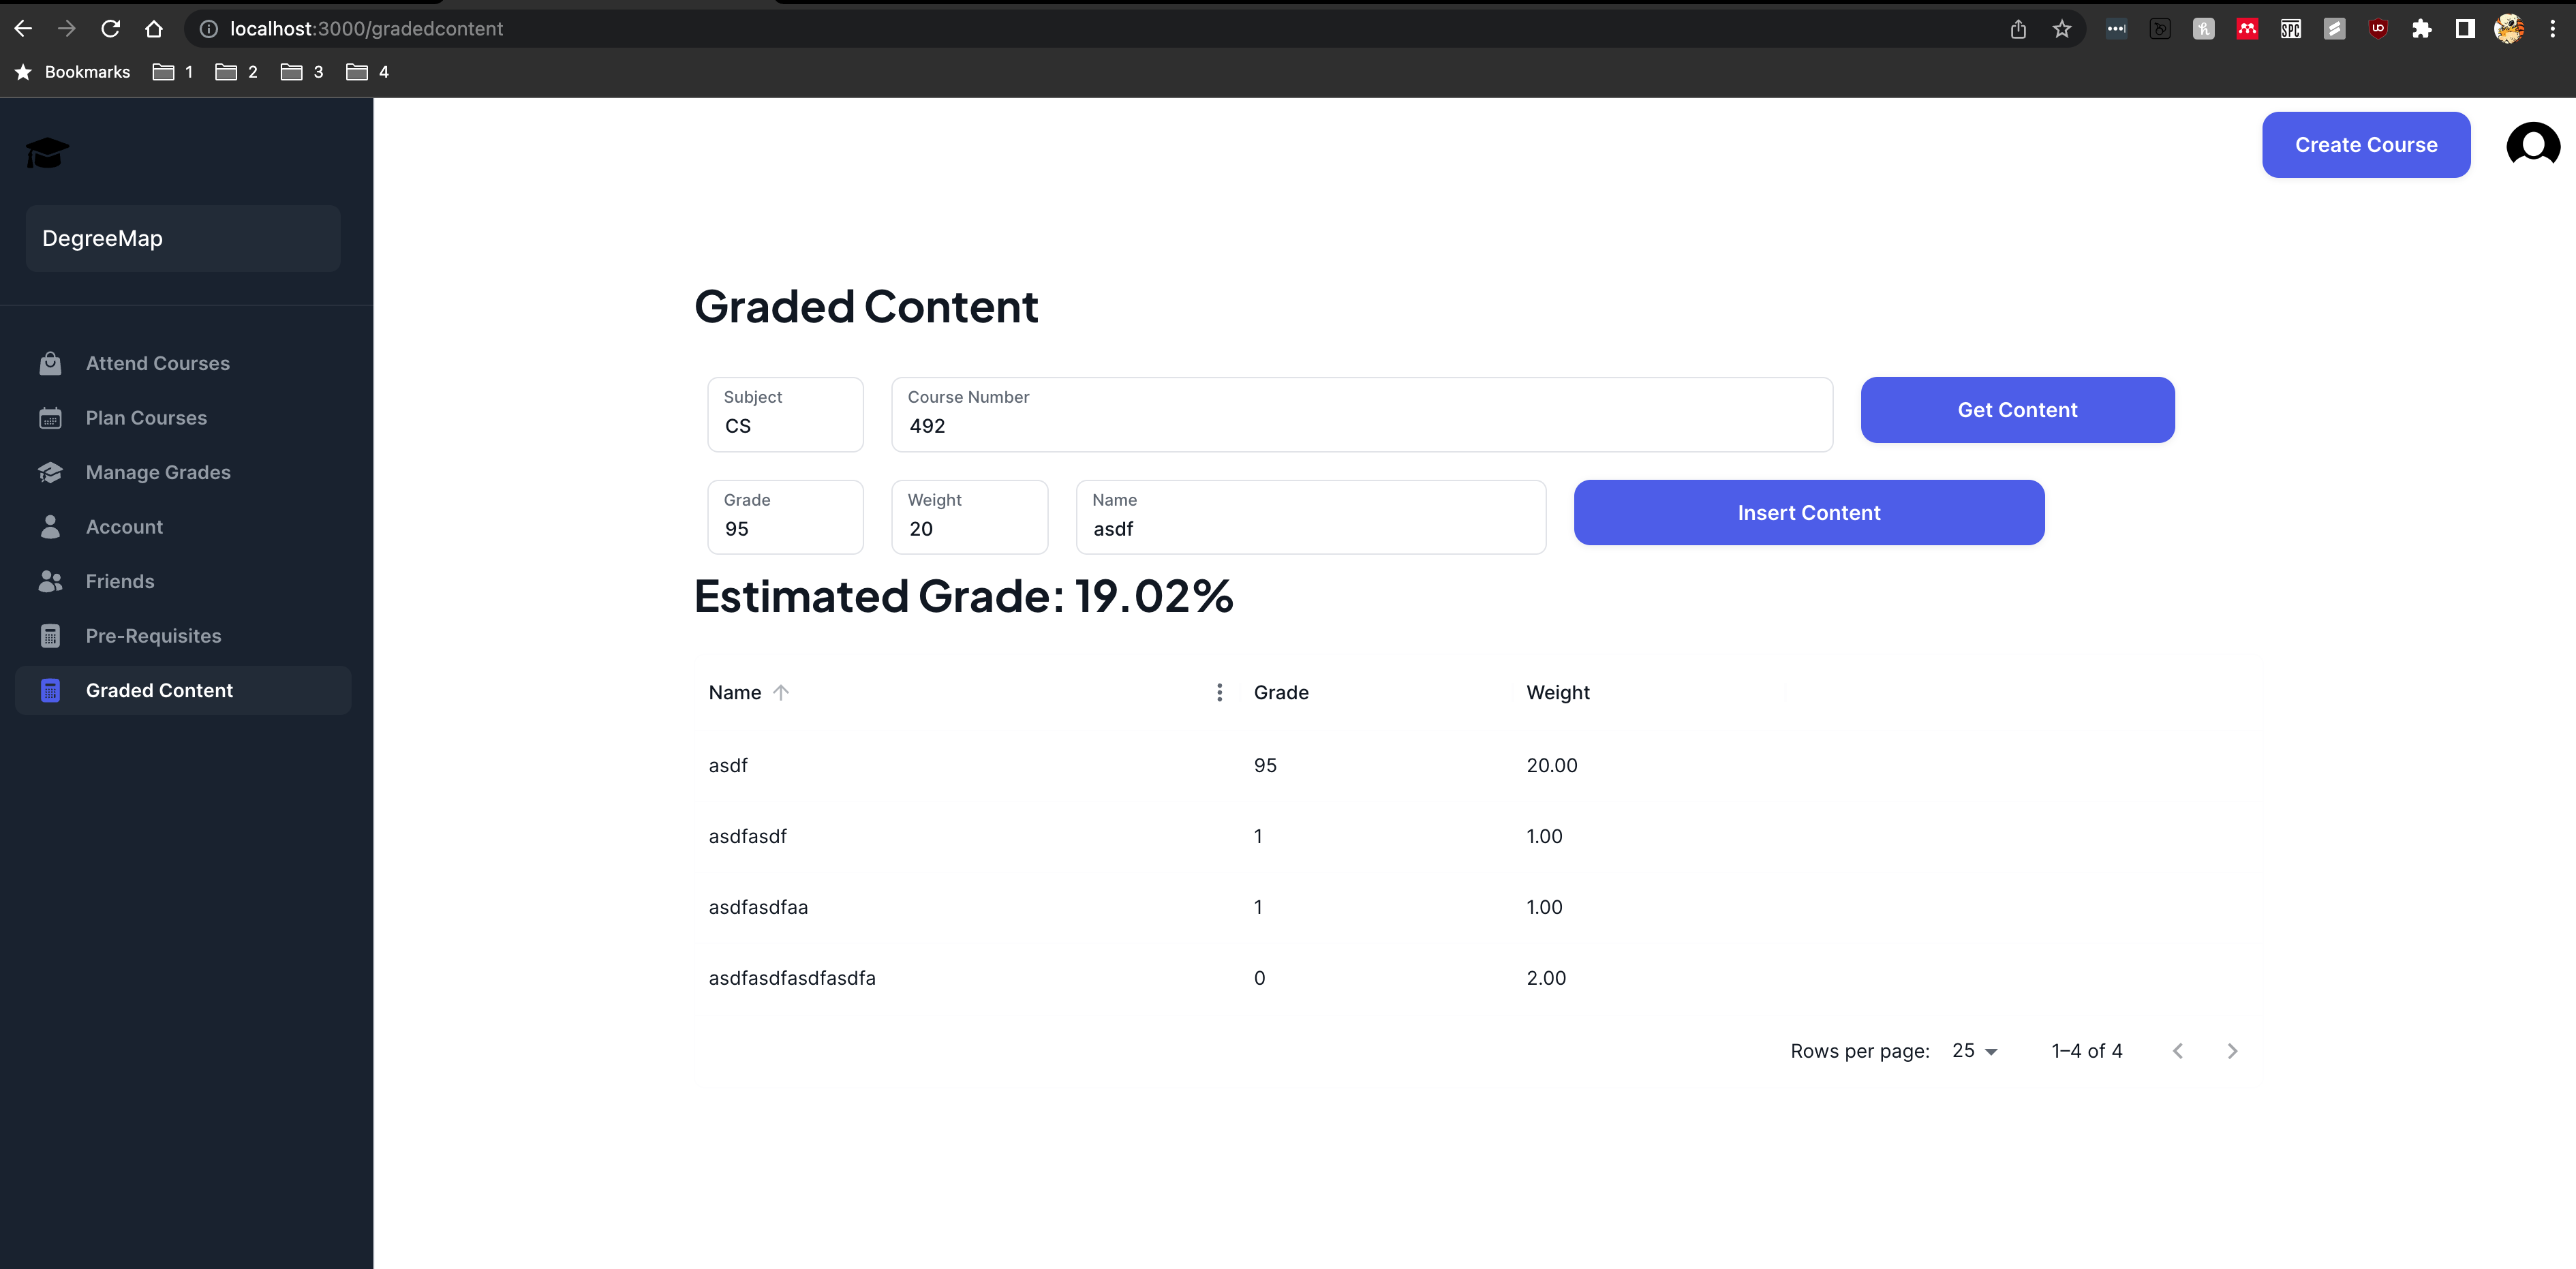 localhost:3000/gradedcontent
Bookmarks 1 2 3 4
Create Course
DegreeMap
Attend Courses
Plan Courses
Manage Grades
Account
Friends
Pre-Requisites
Graded Content
Graded Content
Subject
CS
Course Number
492
Get Content
Grade
95
Weight
20
Name
asdf
Insert Content
Estimated Grade: 19.02%
Name Grade Weight
asdf 95 20.00
asdfasdf 1 1.00
asdfasdfaa 1 1.00
asdfasdfasdfasdfa 0 2.00
Rows per page: 25 1–4 of 4